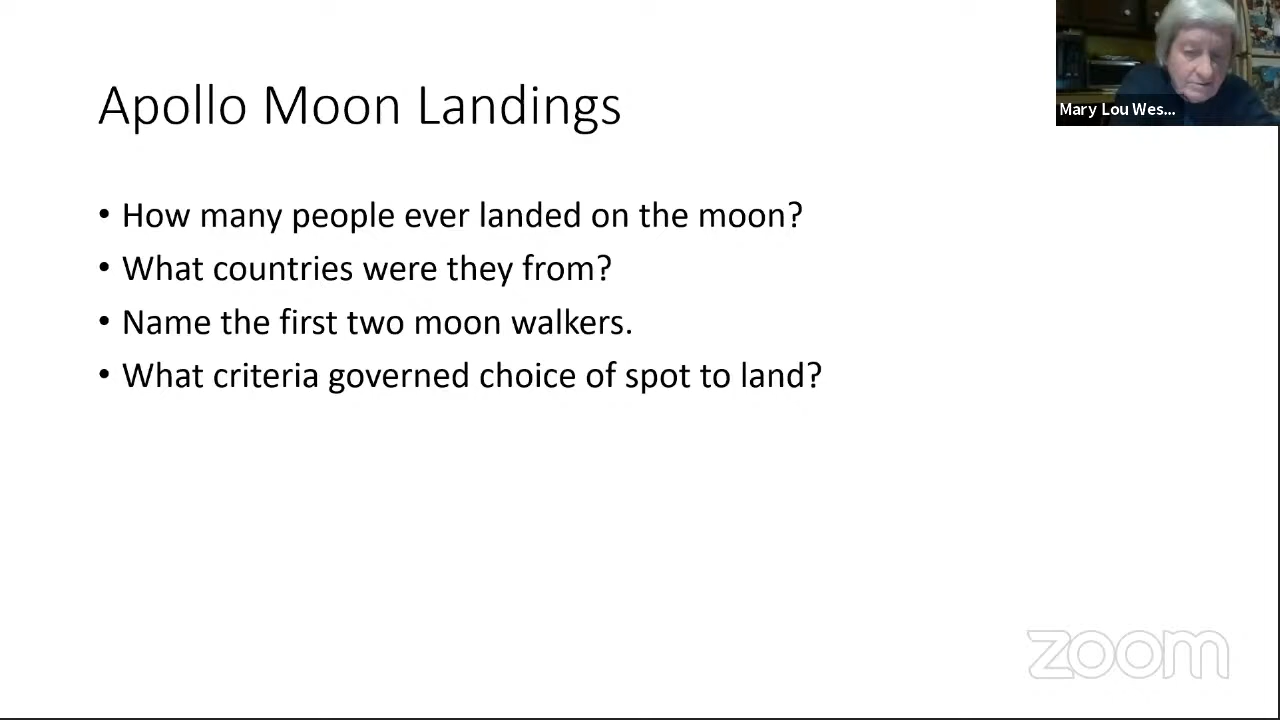 Apollo Moon Landings
Mary Lou Wes...
• How many people ever landed on the moon?
• What countries were they from?
• Name the first two moon walkers.
• What criteria governed choice of spot to land?
zoom